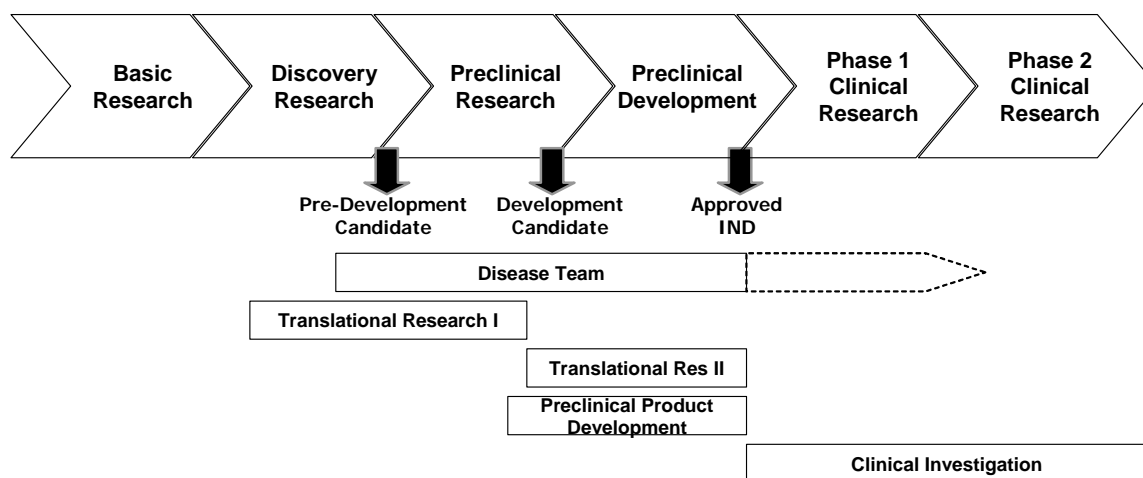 Basic
Research
Discovery
Research
Preclinical
Research
Preclinical
Development
Phase 1
Clinical
Research
Phase 2
Clinical
Research
Pre-Development
Candidate
Development
Candidate
Approved
IND
Disease Team
Translational Research I
Translational Res II
Preclinical Product
Development
Clinical Investigation